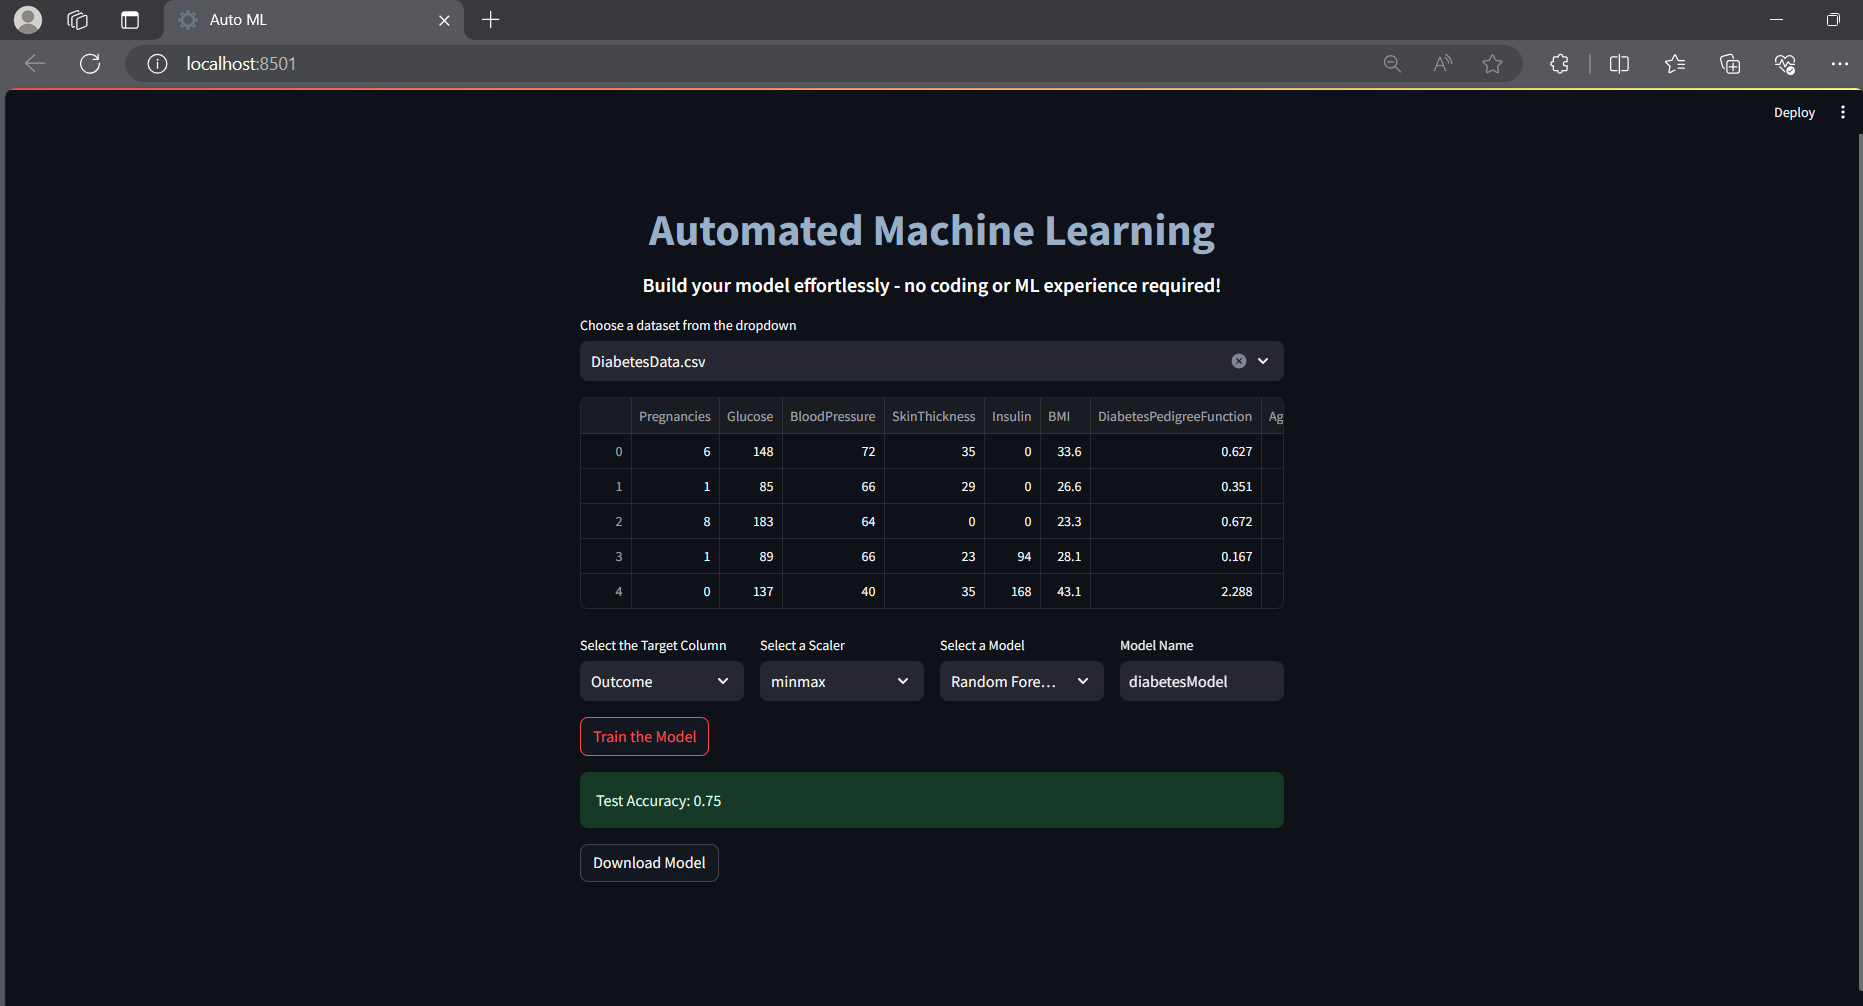 Auto ML
localhost:8501
Deploy
Automated Machine Learning
Build your model effortlessly - no coding or ML experience required!
Choose a dataset from the dropdown
DiabetesData.csv
Pregnancies Glucose BloodPressure SkinThickness Insulin BMI DiabetesPedigreeFunction Ag
0 6 148 72 35 0 33.6 0.627
1 1 85 66 29 0 26.6 0.351
2 8 183 64 0 0 23.3 0.672
3 1 89 66 23 94 28.1 0.167
4 0 137 40 35 168 43.1 2.288
Select the Target Column Select a Scaler Select a Model Model Name
Outcome minmax Random Fore... diabetesModel
Train the Model
Test Accuracy: 0.75
Download Model